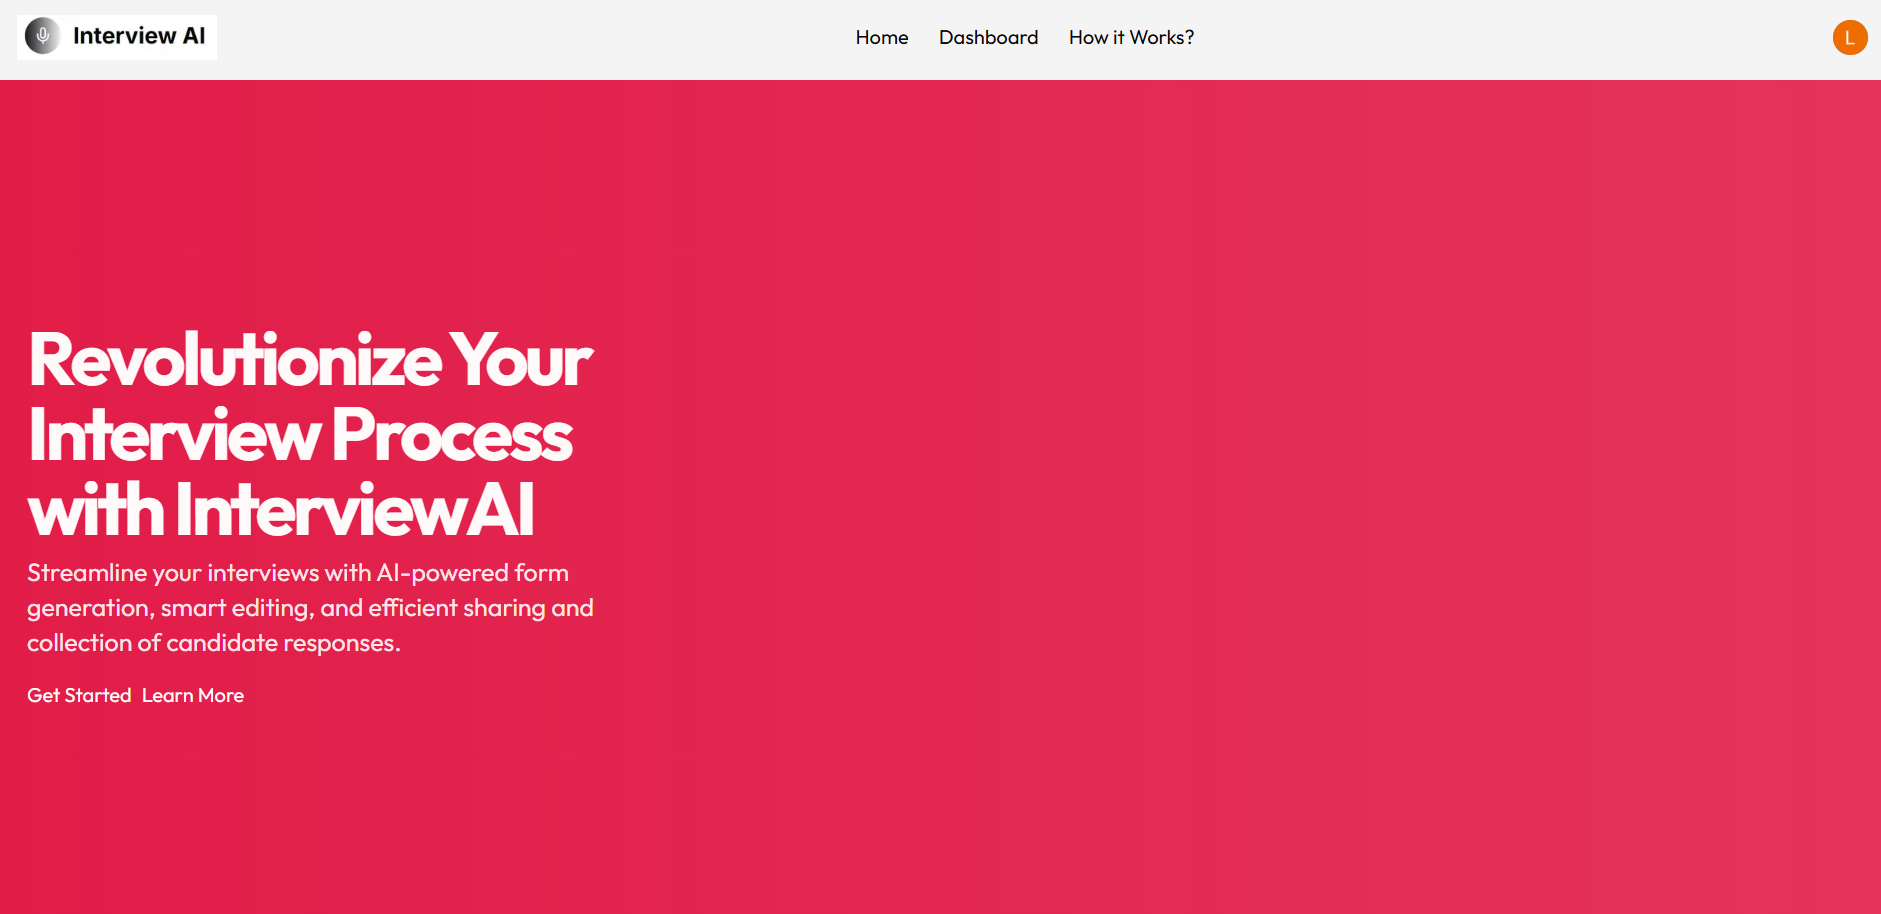 Interview AI
Home Dashboard How it Works?
L
Revolutionize Your
Interview Process
with InterviewAI
Streamline your interviews with AI-powered form
generation, smart editing, and efficient sharing and
collection of candidate responses.
Get Started Learn More